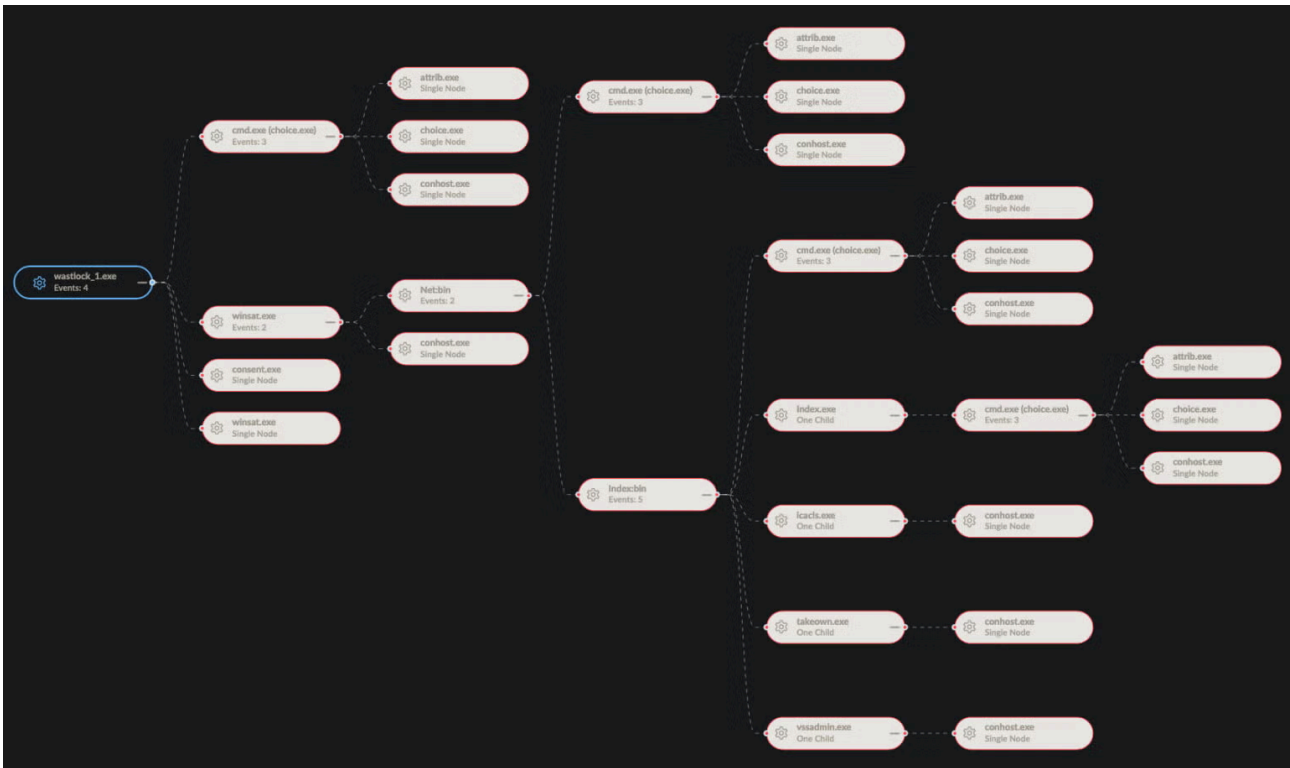 attrib.exe
Single Node
cmd.exe (choice.exe)
Events: 3
attrib.exe
Single Node
choice.exe
Single Node
cmd.exe (choice.exe)
Events: 3
choice.exe
Single Node
conhost.exe
Single Node
conhost.exe
Single Node
attrib.exe
Single Node
cmd.exe (choice.exe)
Events: 3
choice.exe
Single Node
wastlock_1.exe
Events: 4
Net:bin
Events: 2
conhost.exe
Single Node
winsat.exe
Events: 2
conhost.exe
Single Node
attrib.exe
Single Node
consent.exe
Single Node
Index.exe
One Child
cmd.exe (choice.exe)
Events: 3
choice.exe
Single Node
winsat.exe
Single Node
conhost.exe
Single Node
Index:bin
Events: 5
icacls.exe
One Child
conhost.exe
Single Node
takeown.exe
One Child
conhost.exe
Single Node
vssadmin.exe
One Child
conhost.exe
Single Node